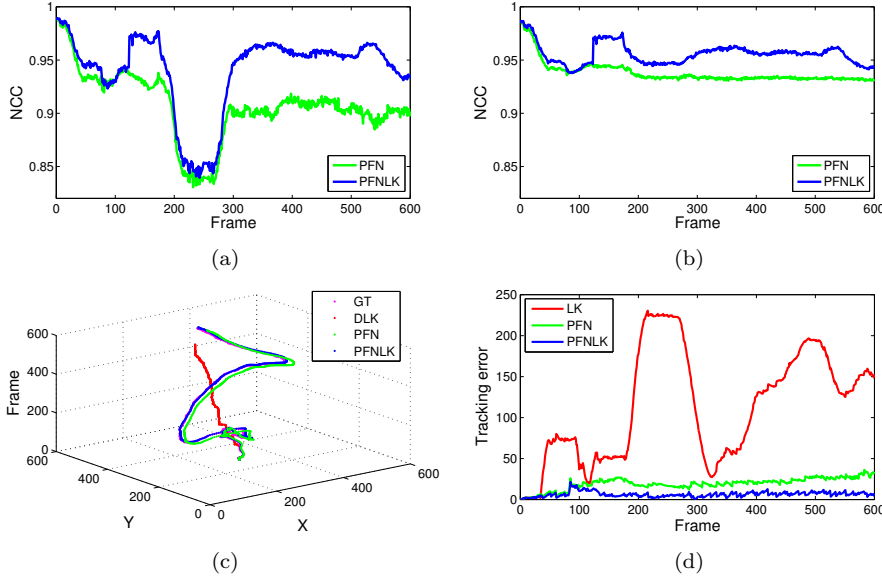 1
0.95
0.9
0.85
NCC
0 100 200 300 400 500 600
Frame
PFN
PFNLK
(a)
1
0.95
0.9
0.85
NCC
0 100 200 300 400 500 600
Frame
PFN
PFNLK
(b)
600
400
200
0
Frame
600
400
200
0
Y
0
200
400
600
X
GT
DLK
PFN
PFNLK
(c)
250
200
150
100
50
0
Tracking error
0 100 200 300 400 500 600
Frame
LK
PFN
PFNLK
(d)